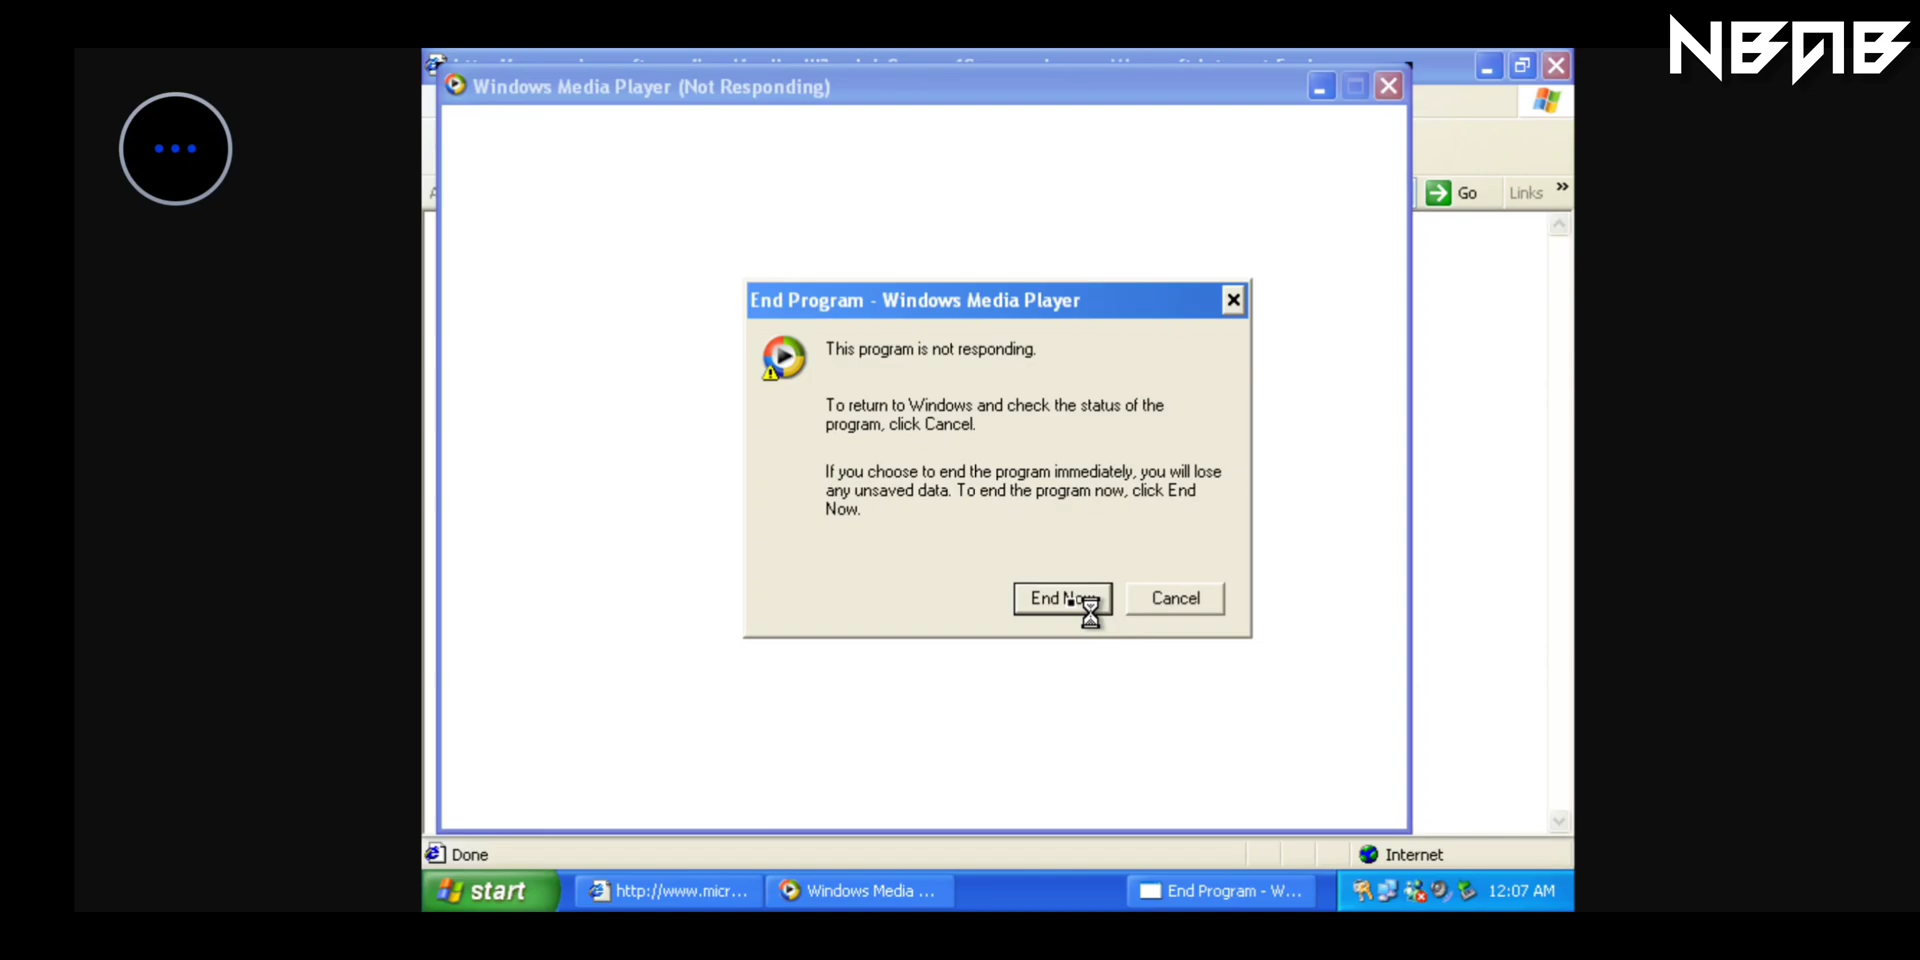 NBAB
Windows Media Player (Not Responding)
Go
Links
End Program - Windows Media Player
This program is not responding.
To return to Windows and check the status of the
program, click Cancel.
If you choose to end the program immediately, you will lose
any unsaved data. To end the program now, click End
Now.
End Now
Cancel
Done
Internet
start
http://www.micr...
Windows Media ...
End Program - W...
12:07 AM